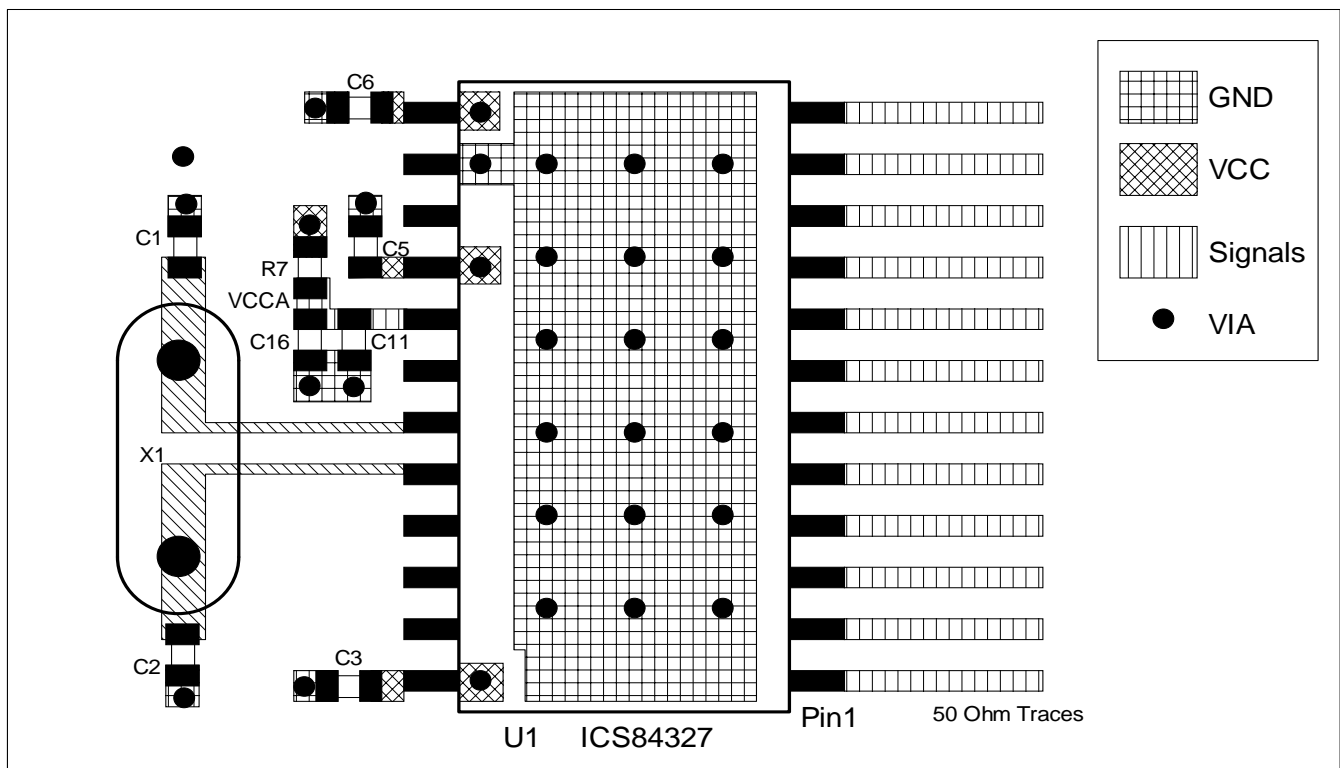 C6
GND
VCC
Signals
VIA
C1
C5
R7
VCCA
C16
C11
X1
C2
C3
U1 ICS84327
Pin1
50 Ohm Traces